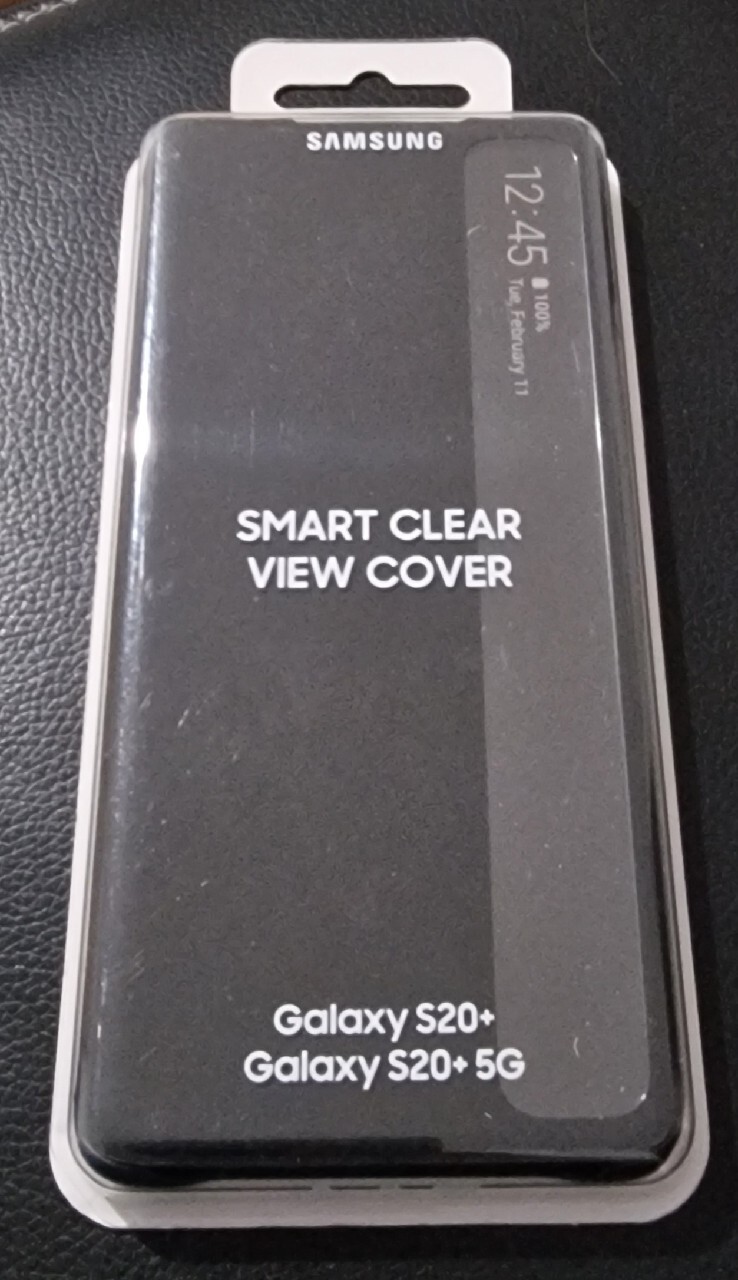 SAMSUNG
12:45
100%
Tue, February 11
SMART CLEAR
VIEW COVER
Galaxy S20+
Galaxy S20+ 5G